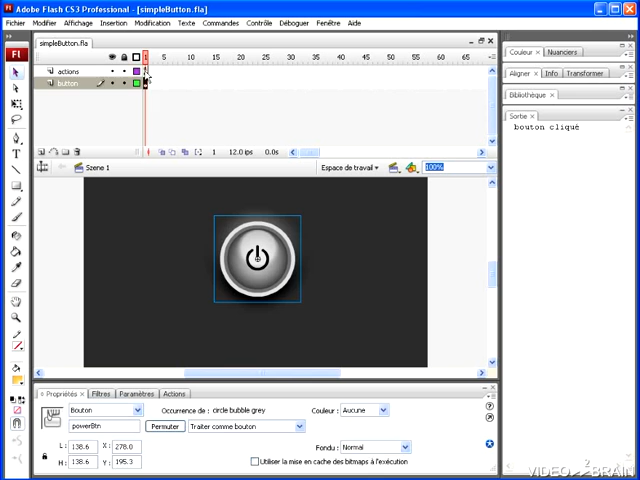 Adobe Flash CS3 Professional - [simpleButton.fla]
Fichier Modifier Affichage Insertion Modification Texte Commandes Contrôle Déboguer Fenêtre Aide
simpleButton.fla
1 5 10 15 20 25 30 35 40 45 50 55 60 65
actions
button
1 12.0 ips 0.0s
Szene 1 Espace de travail 100%
Fl
Couleur Nuanciers
Aligner Info Transformer
Bibliothèque
Sortie
bouton cliqué
Propriétés Filtres Paramètres Actions
Bouton Occurrence de : circle bubble grey Couleur : Aucune
powerBtn Permuter Traiter comme bouton
L : 138.6 X : 278.0 Fondu : Normal
H : 138.6 Y : 195.3 Utiliser la mise en cache des bitmaps à l'exécution
VIDEO2BRAIN